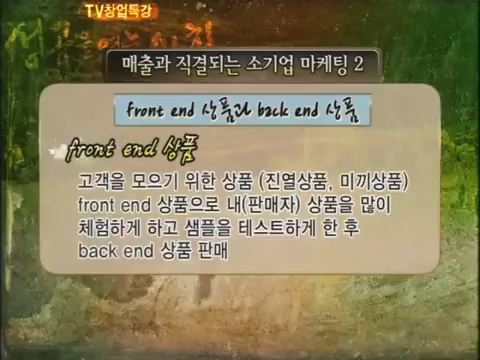 TV창업특강
매출과 직결되는 소기업 마케팅 2
front end 상품과 back end 상품
front end 상품
고객을 모으기 위한 상품 (진열상품, 미끼상품)
front end 상품으로 내(판매자) 상품을 많이
체험하게 하고 샘플을 테스트하게 한 후
back end 상품 판매